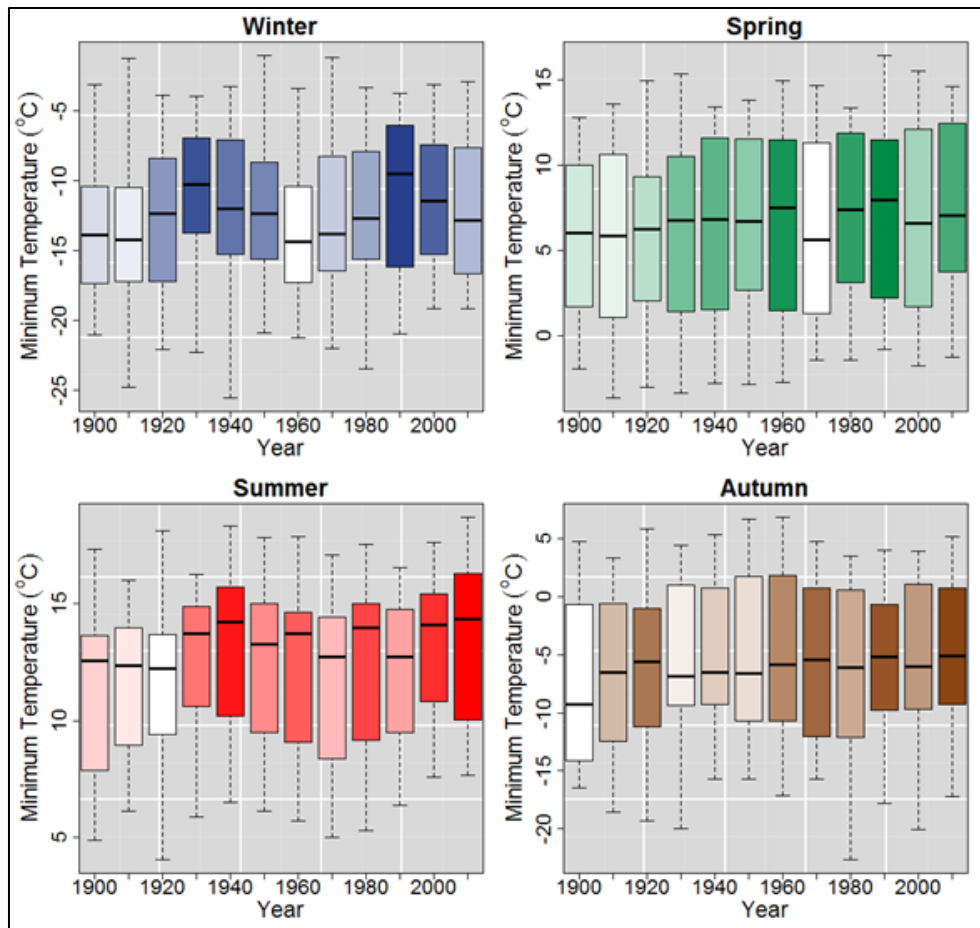 Winter
Minimum Temperature (°C)
-5
-10
-15
-20
-25
1900 1920 1940 1960 1980 2000
Year
Spring
Minimum Temperature (°C)
15
10
5
0
1900 1920 1940 1960 1980 2000
Year
Summer
Minimum Temperature (°C)
15
10
5
1900 1920 1940 1960 1980 2000
Year
Autumn
Minimum Temperature (°C)
5
0
-5
-10
-15
-20
1900 1920 1940 1960 1980 2000
Year